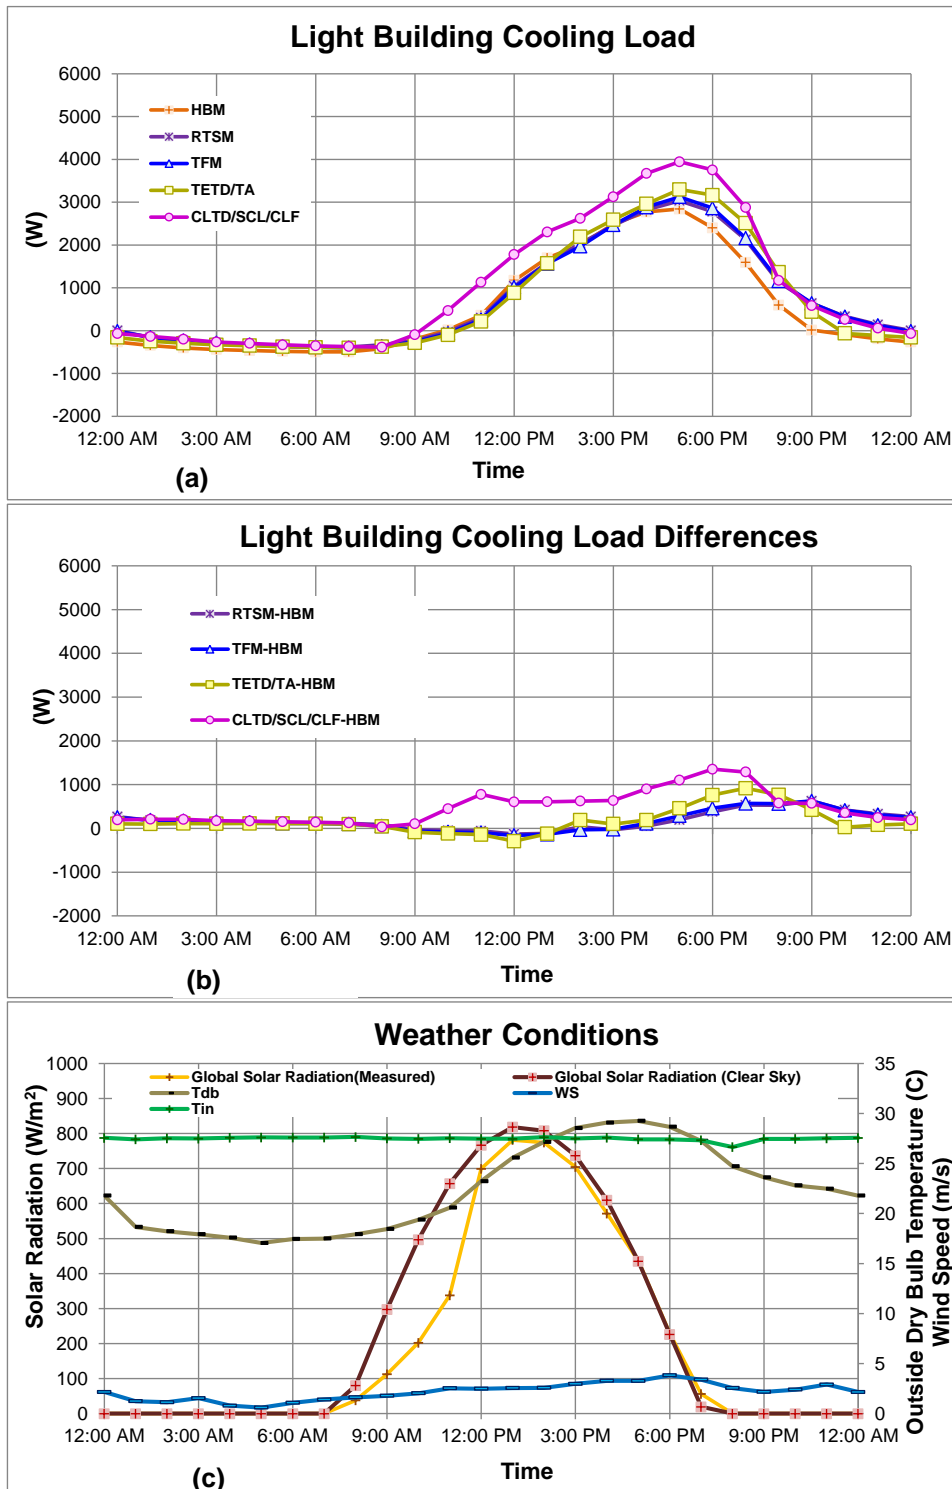 Light Building Cooling Load
6000
5000
4000
3000
2000
1000
0
-1000
-2000
(W)
HBM
RTSM
TFM
TETD/TA
CLTD/SCL/CLF
12:00 AM 3:00 AM 6:00 AM 9:00 AM 12:00 PM 3:00 PM 6:00 PM 9:00 PM 12:00 AM
Time
(a)
Light Building Cooling Load Differences
6000
5000
4000
3000
2000
1000
0
-1000
-2000
(W)
RTSM-HBM
TFM-HBM
TETD/TA-HBM
CLTD/SCL/CLF-HBM
12:00 AM 3:00 AM 6:00 AM 9:00 AM 12:00 PM 3:00 PM 6:00 PM 9:00 PM 12:00 AM
Time
(b)
Weather Conditions
1000
900
800
700
600
500
400
300
200
100
0
Solar Radiation (W/m²)
Global Solar Radiation(Measured) Global Solar Radiation (Clear Sky)
Tdb WS
Tin
35
30
25
20
15
10
5
0
Outside Dry Bulb Temperature (C)
Wind Speed (m/s)
12:00 AM 3:00 AM 6:00 AM 9:00 AM 12:00 PM 3:00 PM 6:00 PM 9:00 PM 12:00 AM
Time
(c)